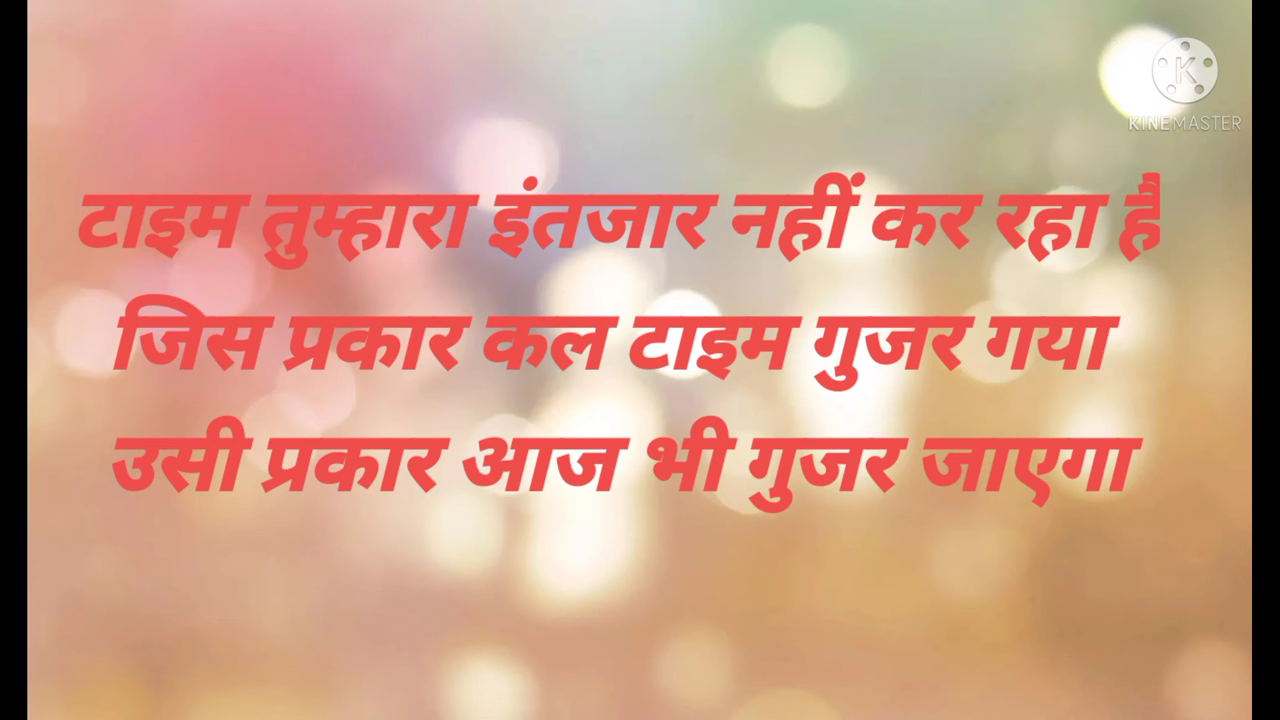 KINEMASTER
टाइम तुम्हारा इंतजार नहीं कर रहा है
जिस प्रकार कल टाइम गुजर गया
उसी प्रकार आज भी गुजर जाएगा